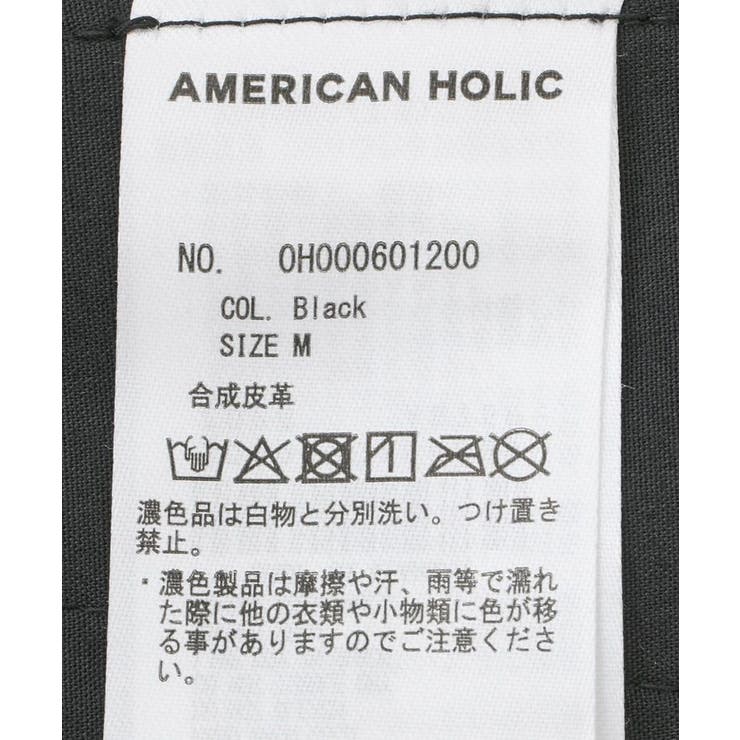 AMERICAN HOLIC
NO. OH000601200
COL. Black
SIZE M
合成皮革
濃色品は白物と分別洗い。つけ置き
禁止。
・濃色製品は摩擦や汗、雨等で濡れ
た際に他の衣類や小物類に色が移
る事がありますのでご注意くださ
い。